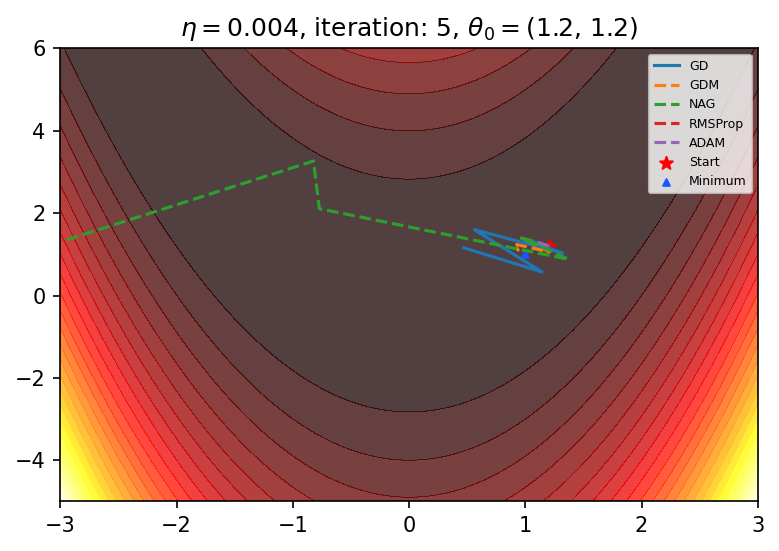 η = 0.004, iteration: 5, θ₀ = (1.2, 1.2)
6
4
2
0
−2
−4
−3
−2
−1
0
1
2
3
GD
GDM
NAG
RMSProp
ADAM
Start
Minimum